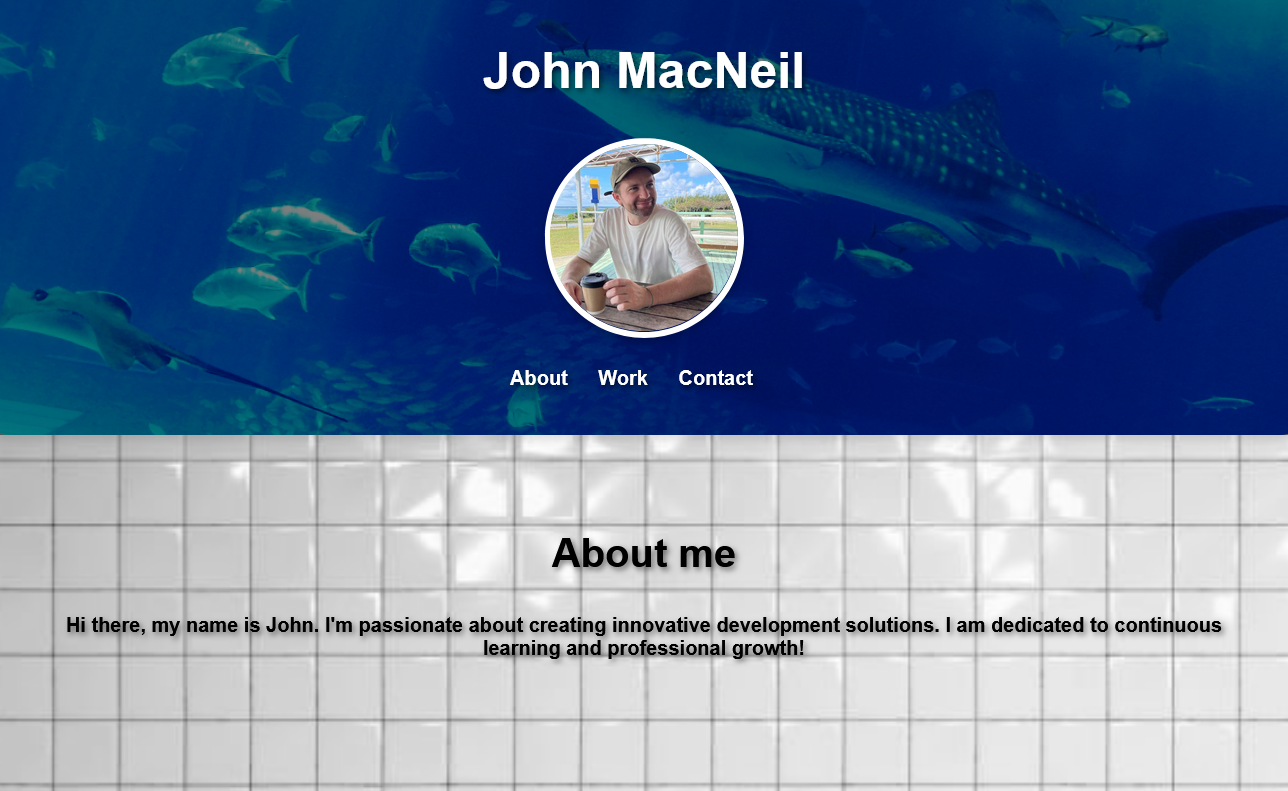 John MacNeil
About Work Contact
About me
Hi there, my name is John. I'm passionate about creating innovative development solutions. I am dedicated to continuous
learning and professional growth!